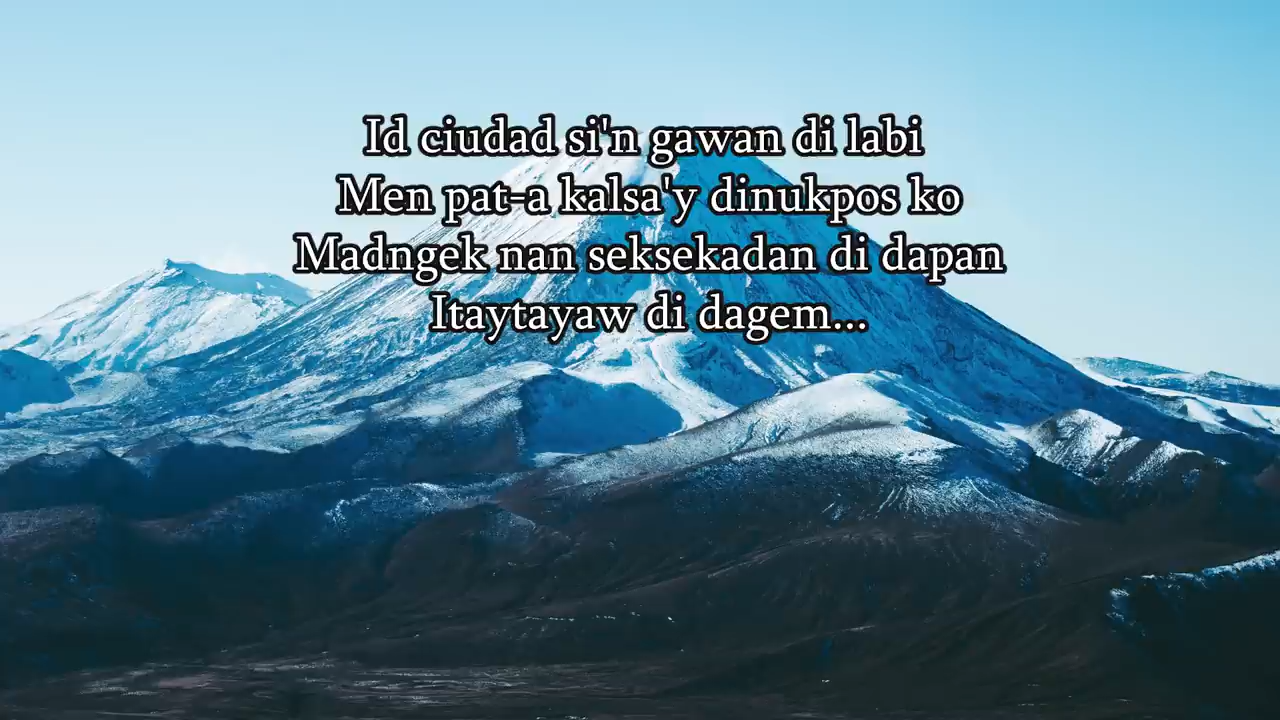 Id ciudad si'n gawan di labi
Men pat-a kalsa'y dinukpos ko
Madngek nan seksekadan di dapan
Itaytayaw di dagem...